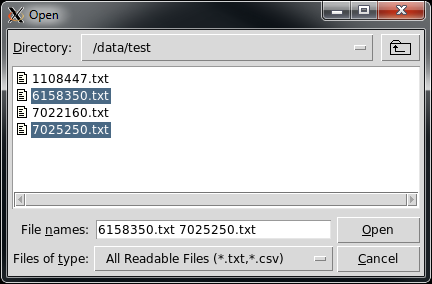 Open
Directory: /data/test
1108447.txt
6158350.txt
7022160.txt
7025250.txt
File names: 6158350.txt 7025250.txt Open
Files of type: All Readable Files (*.txt,*.csv) Cancel